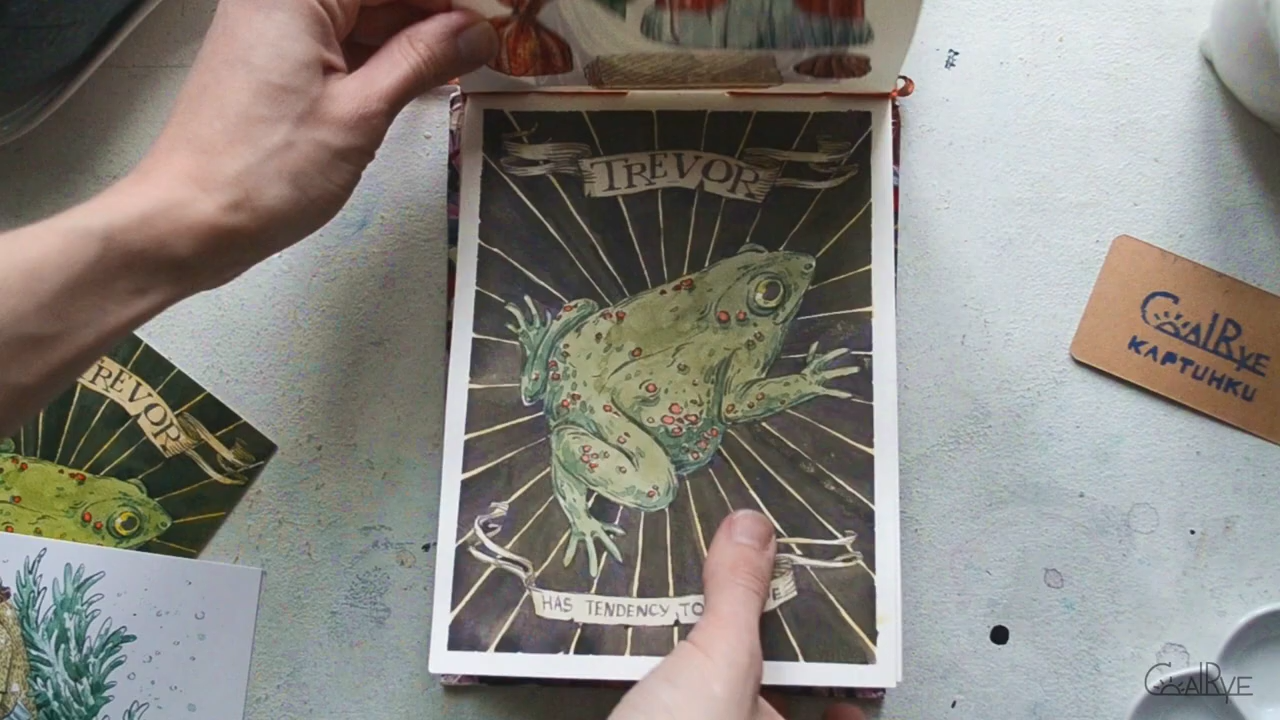 TREVOR
HAS TENDENCY TO
TREVOR
CoalRye
КАРТИНКИ
CoalRye